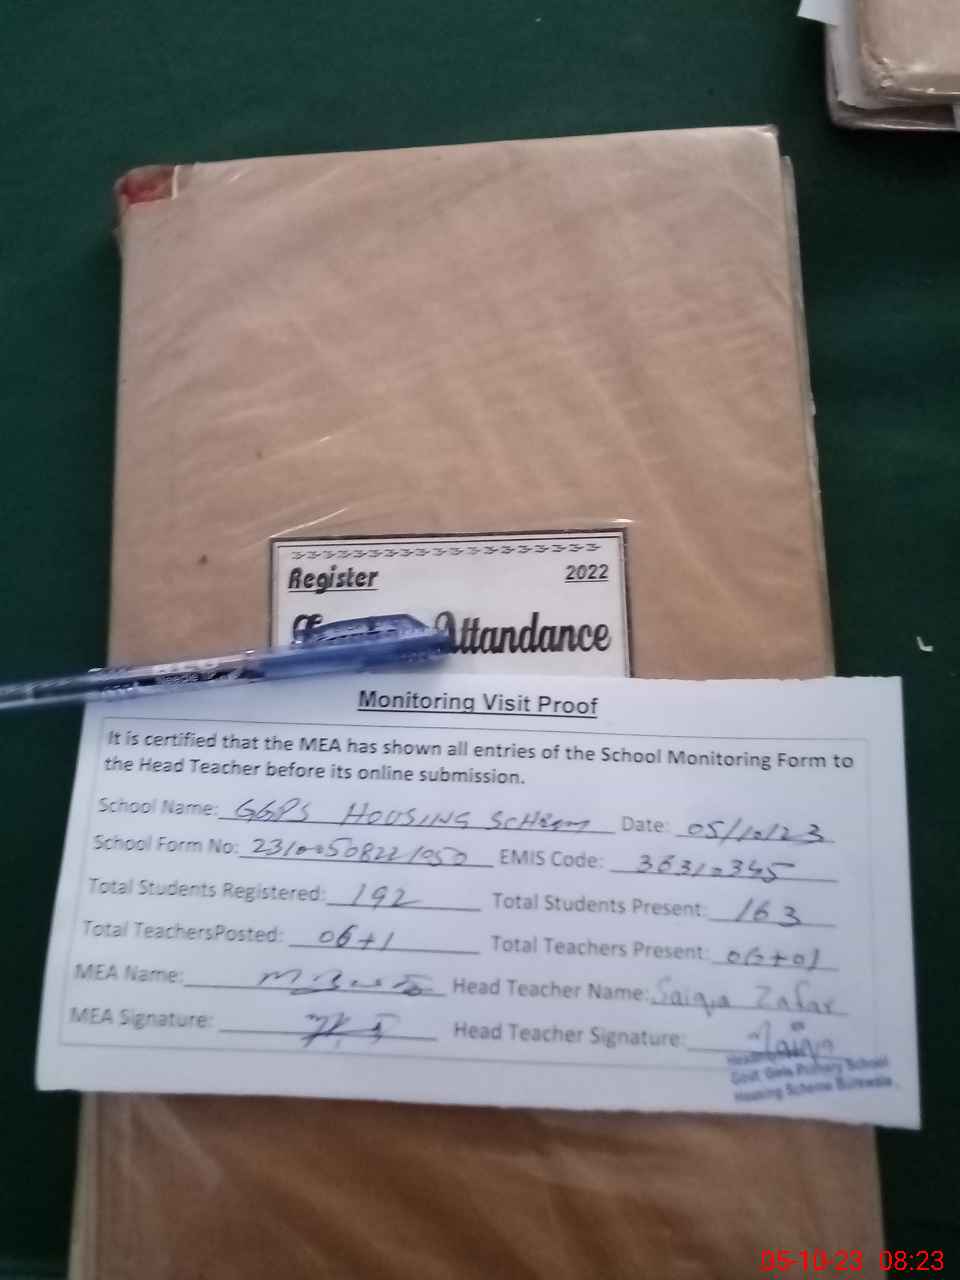 Register 2022
Attandance
Monitoring Visit Proof
It is certified that the MEA has shown all entries of the School Monitoring Form to
the Head Teacher before its online submission.
School Name: GGPS HOUSING SCHEM Date: 05/10/23
School Form No: 23100508221050 EMIS Code: 36310345
Total Students Registered: 192 Total Students Present: 163
Total TeachersPosted: 06+1 Total Teachers Present: 06+01
MEA Name: Head Teacher Name: Saiqa Zafar
MEA Signature: Head Teacher Signature: Saiqa
Govt. Girls Primary School
Housing Scheme Burewala
05-10-23 08:23